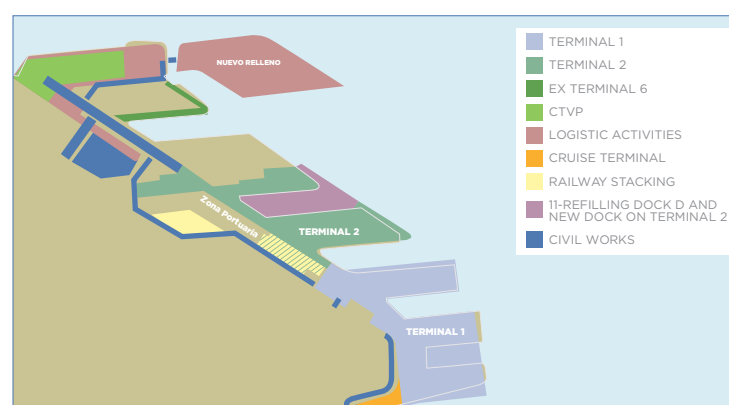 NUEVO RELLENO
Zona Portuaria
TERMINAL 2
TERMINAL 1
TERMINAL 1
TERMINAL 2
EX TERMINAL 6
CTVP
LOGISTIC ACTIVITIES
CRUISE TERMINAL
RAILWAY STACKING
11-REFILLING DOCK D AND
NEW DOCK ON TERMINAL 2
CIVIL WORKS